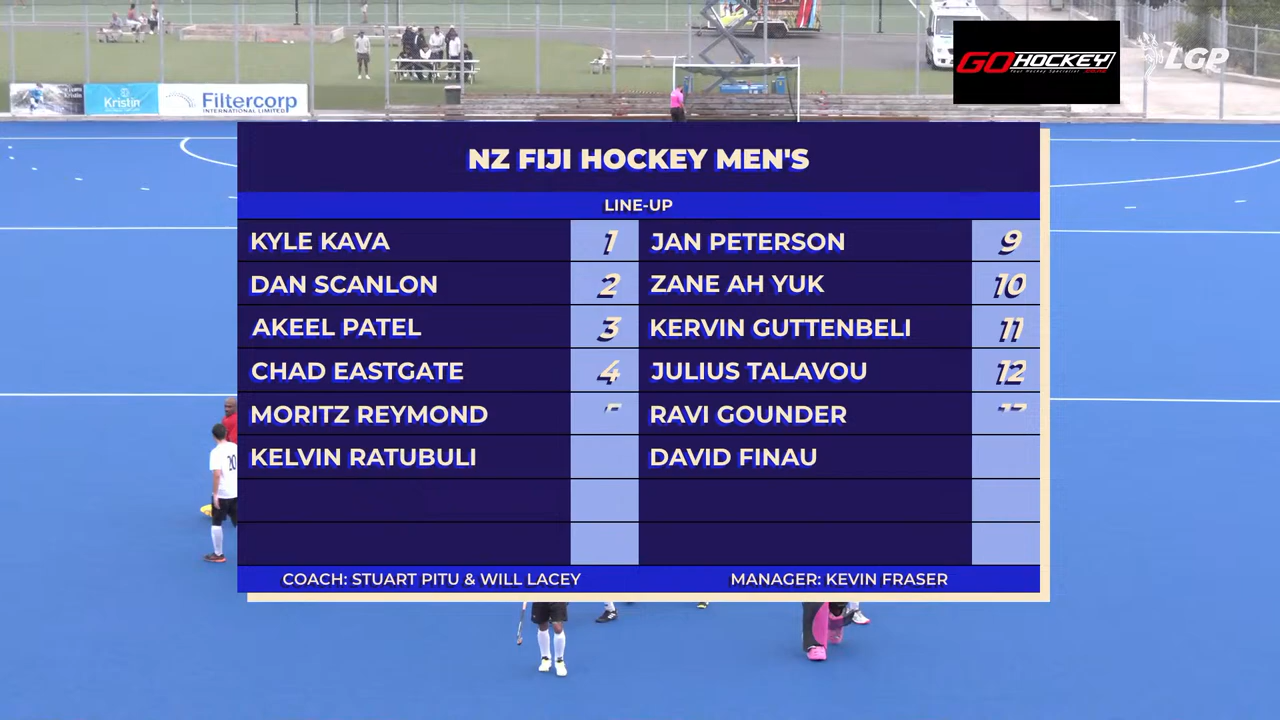 GOHOCKEY
LGP
Kristin
Filtercorp
INTERNATIONAL LIMITED
NZ FIJI HOCKEY MEN'S
LINE-UP
KYLE KAVA 1 JAN PETERSON 9
DAN SCANLON 2 ZANE AH YUK 10
AKEEL PATEL 3 KERVIN GUTTENBELI 11
CHAD EASTGATE 4 JULIUS TALAVOU 12
MORITZ REYMOND RAVI GOUNDER
KELVIN RATUBULI DAVID FINAU
20
COACH: STUART PITU & WILL LACEY MANAGER: KEVIN FRASER